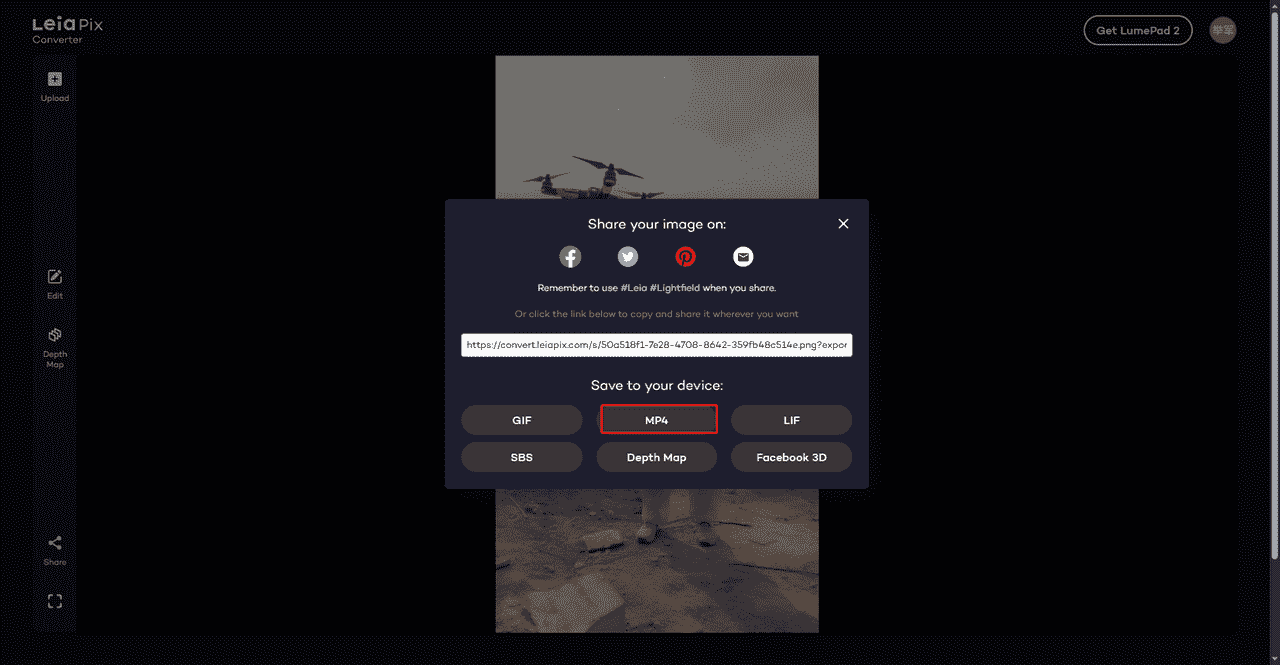 Leia Pix
Converter
Get LumePad 2
Upload
Share your image on:
Remember to use #Leia #Lightfield when you share.
Edit
Or click the link below to copy and share it wherever you want
https://convert.leiapix.com/s/50a518f1-7e28-4708-8642-359fb48c514e.png?expor
Depth
Map
Save to your device:
GIF
MP4
LIF
SBS
Depth Map
Facebook 3D
Share